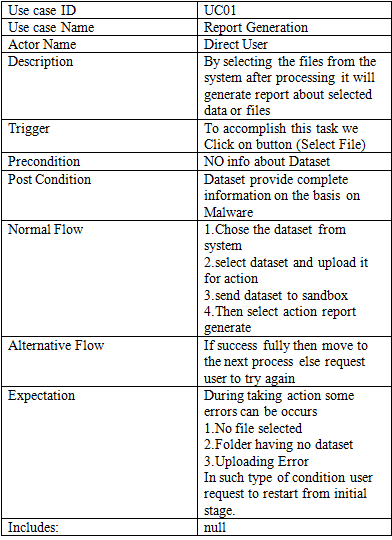 Use case ID UC01
Use case Name Report Generation
Actor Name Direct User
Description By selecting the files from the
system after processing it will
generate report about selected
data or files
Trigger To accomplish this task we
Click on button (Select File)
Precondition NO info about Dataset
Post Condition Dataset provide complete
information on the basis on
Malware
Normal Flow 1.Chose the dataset from
system
2.select dataset and upload it
for action
3.send dataset to sandbox
4.Then select action report
generate
Alternative Flow If success fully then move to
the next process else request
user to try again
Expectation During taking action some
errors can be occurs
1.No file selected
2.Folder having no dataset
3.Uploading Error
In such type of condition user
request to restart from initial
stage.
Includes: null